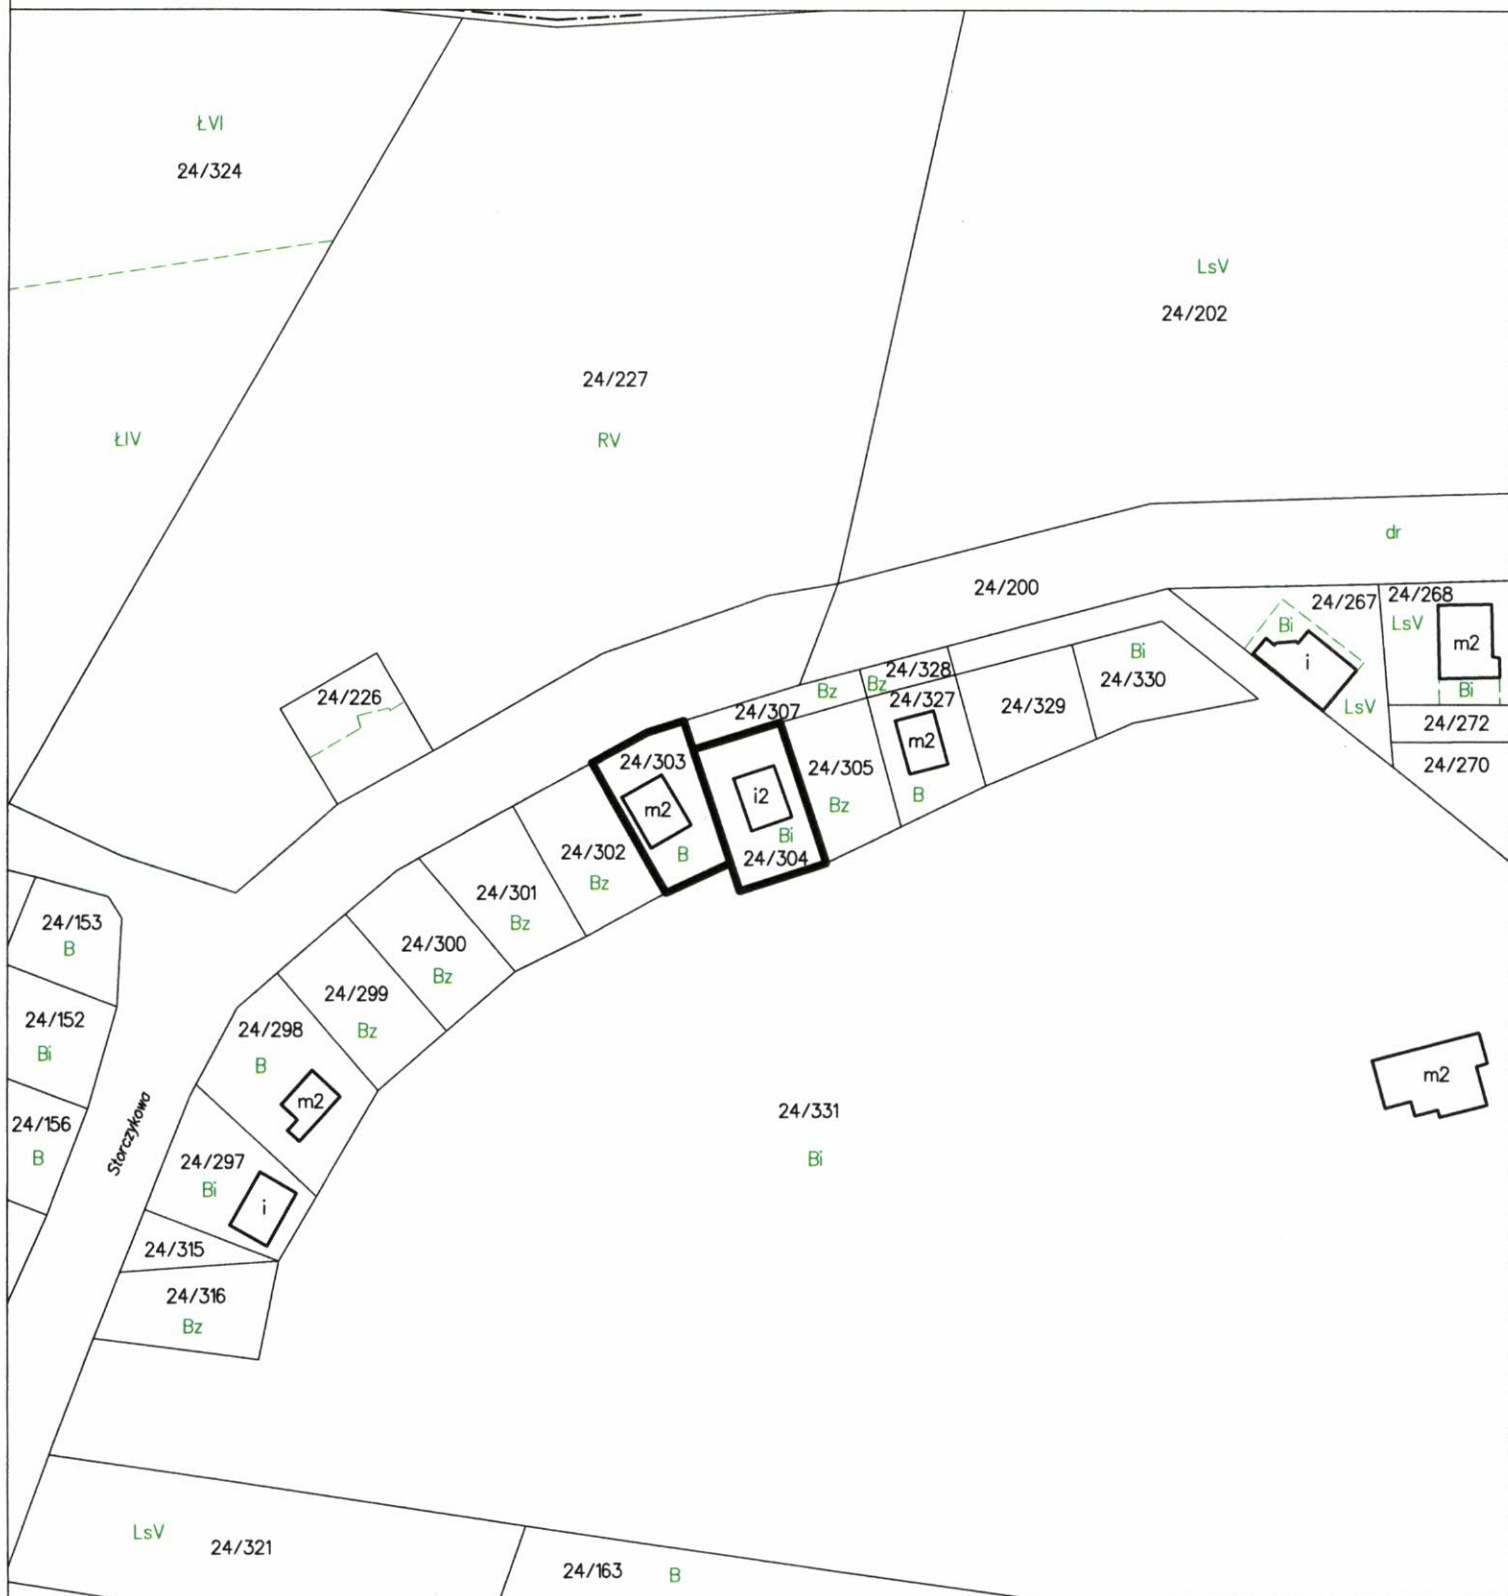 ŁVI
24/324
LsV
24/202
24/227
ŁIV
RV
dr
24/200
24/267
24/268
Bi
LsV
i
m2
24/328
Bi
Bz
Bz
24/330
Bi
24/226
24/327
LsV
24/307
24/329
24/272
m2
24/303
24/305
24/270
i2
m2
Bz
B
Bi
24/302
B
24/304
Bz
24/301
Bz
24/153
B
24/300
Bz
24/299
24/152
24/298
Bz
Bi
B
m2
m2
24/331
24/156
Storczykowa
B
24/297
Bi
Bi
i
24/315
24/316
Bz
LsV
24/321
24/163
B